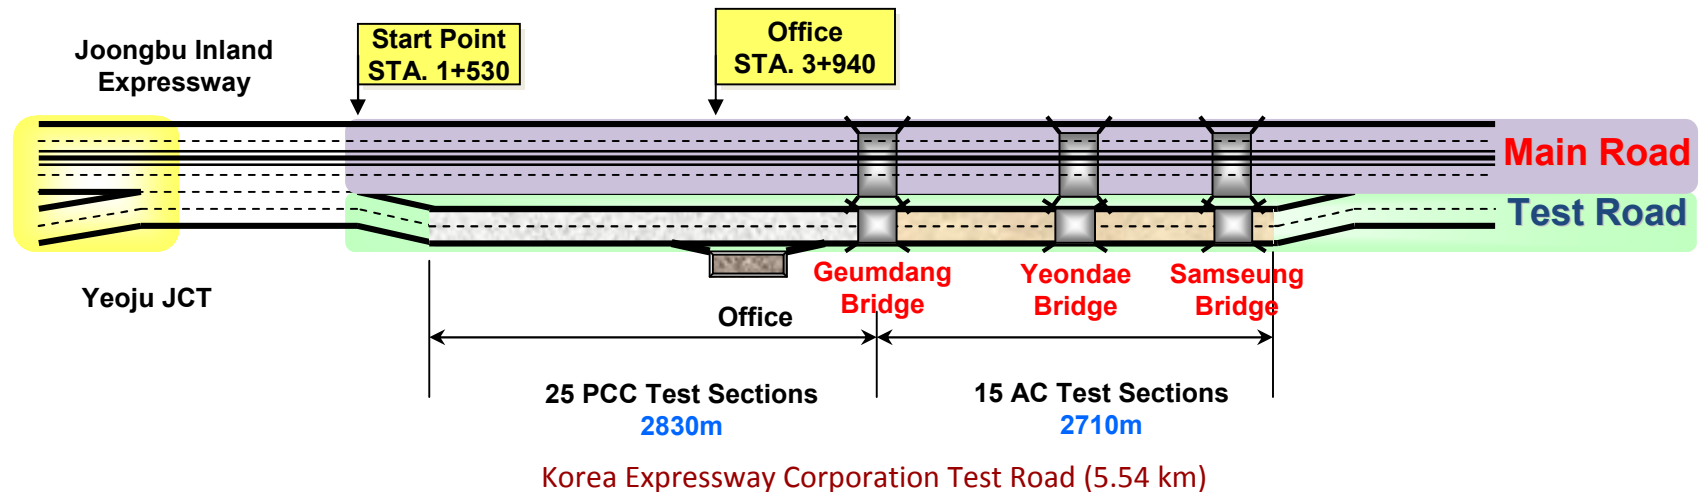 Joongbu Inland
Expressway
Start Point
STA. 1+530
Office
STA. 3+940
Main Road
Test Road
Yeoju JCT
Office
Geumdang
Bridge
Yeondae
Bridge
Samseung
Bridge
25 PCC Test Sections
2830m
15 AC Test Sections
2710m
Korea Expressway Corporation Test Road (5.54 km)